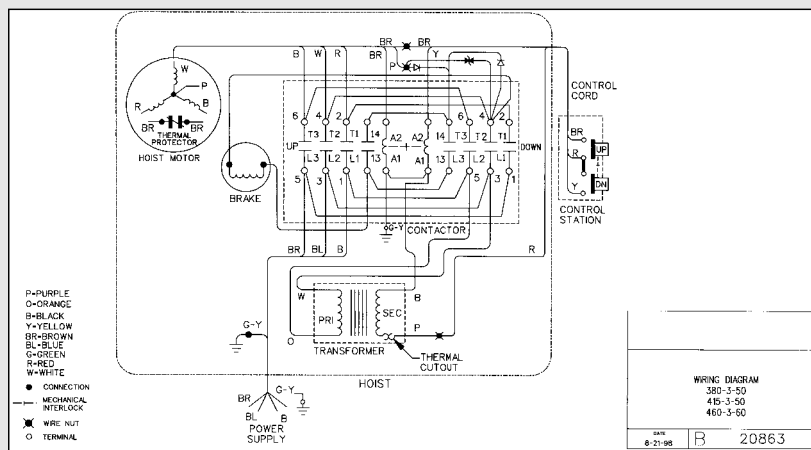 BR
BR
B
W
R
BR
Y
P
W
P
R
B
BR
BR
THERMAL
PROTECTOR
HOIST MOTOR
BRAKE
6
4
2
6
4
2
T3
T2
T1
14
A2
A2
14
T3
T2
T1
UP
DOWN
L3
L2
L1
13
A1
A1
13
L3
L2
L1
5
3
1
5
3
1
G-Y
CONTACTOR
BR
BL
B
R
CONTROL
CORD
BR
R
Y
UP
DN
CONTROL
STATION
W
B
PRI
SEC
O
P
TRANSFORMER
THERMAL
CUTOUT
HOIST
G-Y
BR
BL
B
G-Y
POWER
SUPPLY
P-PURPLE
O-ORANGE
B-BLACK
Y-YELLOW
BR-BROWN
BL-BLUE
G-GREEN
R-RED
W-WHITE
CONNECTION
MECHANICAL
INTERLOCK
WIRE NUT
TERMINAL
WIRING DIAGRAM
380-3-50
415-3-50
460-3-60
DATE
8-21-98
B
20863